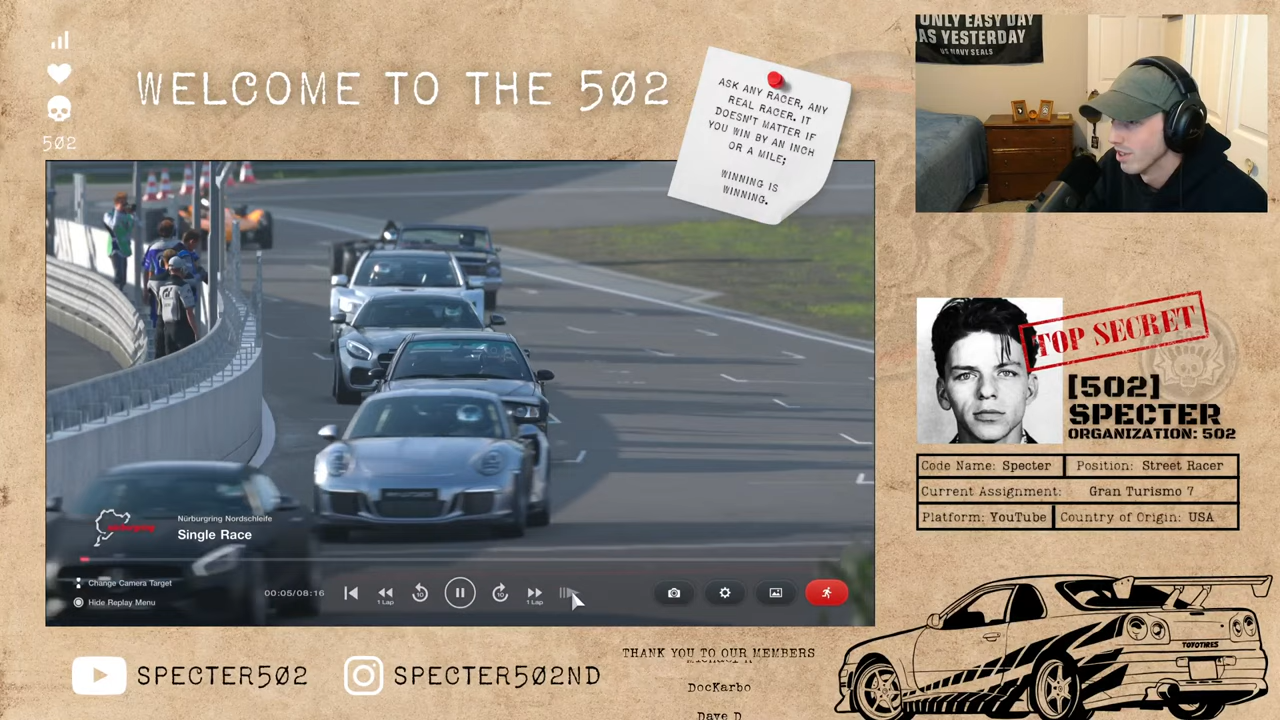 502
WELCOME TO THE 502
ASK ANY RACER, ANY
REAL RACER. IT
DOESN'T MATTER IF
YOU WIN BY AN INCH
OR A MILE;
WINNING IS
WINNING.
ONLY EASY DAY
AS YESTERDAY
US NAVY SEALS
Nürburgring Nordschleife
Single Race
Change Camera Target
Hide Replay Menu
00:05/08:16
1 Lap
10
10
1 Lap
TOP SECRET
[502]
SPECTER
ORGANIZATION: 502
Code Name: Specter
Position: Street Racer
Current Assignment: Gran Turismo 7
Platform: YouTube
Country of Origin: USA
TOYOTIRES
SPECTER502
SPECTER502ND
THANK YOU TO OUR MEMBERS
DocKarbo
Dave D